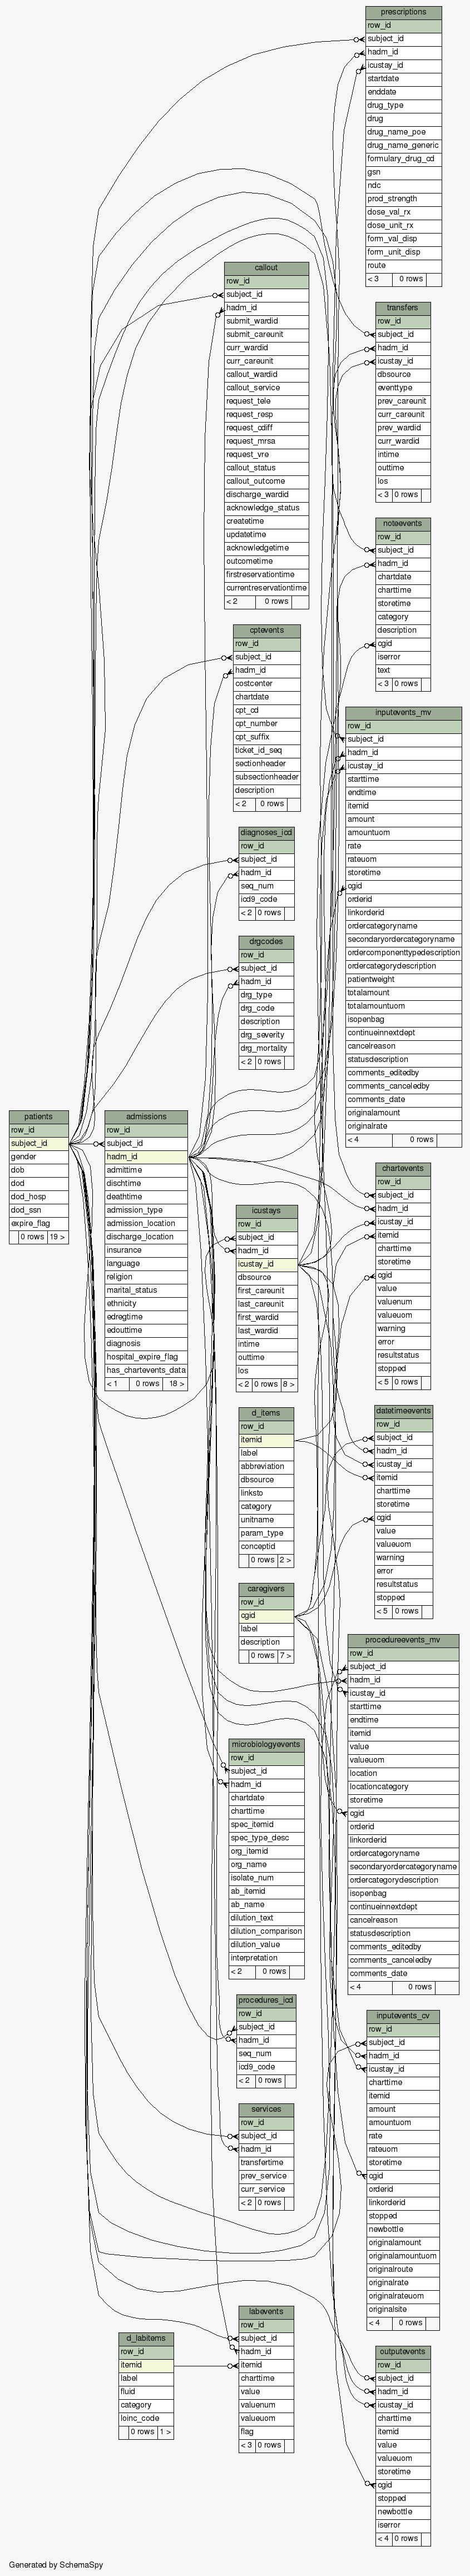 prescriptions
row_id
subject_id
hadm_id
icustay_id
startdate
enddate
drug_type
drug
drug_name_poe
drug_name_generic
formulary_drug_cd
gsn
ndc
prod_strength
dose_val_rx
dose_unit_rx
form_val_disp
form_unit_disp
route
< 3 0 rows
callout
row_id
subject_id
hadm_id
submit_wardid
submit_careunit
curr_wardid
curr_careunit
callout_wardid
callout_service
request_tele
request_resp
request_cdiff
request_mrsa
request_vre
callout_status
callout_outcome
discharge_wardid
acknowledge_status
createtime
updatetime
acknowledgetime
outcometime
firstreservationtime
currentreservationtime
< 2 0 rows
transfers
row_id
subject_id
hadm_id
icustay_id
dbsource
eventtype
prev_careunit
curr_careunit
prev_wardid
curr_wardid
intime
outtime
los
< 3 0 rows
noteevents
row_id
subject_id
hadm_id
chartdate
charttime
storetime
category
description
cgid
iserror
text
< 3 0 rows
cptevents
row_id
subject_id
hadm_id
costcenter
chartdate
cpt_cd
cpt_number
cpt_suffix
ticket_id_seq
sectionheader
subsectionheader
description
< 2 0 rows
inputevents_mv
row_id
subject_id
hadm_id
icustay_id
starttime
endtime
itemid
amount
amountuom
rate
rateuom
storetime
cgid
orderid
linkorderid
ordercategoryname
secondaryordercategoryname
ordercomponenttypedescription
ordercategorydescription
patientweight
totalamount
totalamountuom
isopenbag
continueinnextdept
cancelreason
statusdescription
comments_editedby
comments_canceledby
comments_date
originalamount
originalrate
< 4 0 rows
diagnoses_icd
row_id
subject_id
hadm_id
seq_num
icd9_code
< 2 0 rows
drgcodes
row_id
subject_id
hadm_id
drg_type
drg_code
description
drg_severity
drg_mortality
< 2 0 rows
patients
row_id
subject_id
gender
dob
dod
dod_hosp
dod_ssn
expire_flag
0 rows 19 >
admissions
row_id
subject_id
hadm_id
admittime
dischtime
deathtime
admission_type
admission_location
discharge_location
insurance
language
religion
marital_status
ethnicity
edregtime
edouttime
diagnosis
hospital_expire_flag
has_chartevents_data
< 1 0 rows 18 >
chartevents
row_id
subject_id
hadm_id
icustay_id
itemid
charttime
storetime
cgid
value
valuenum
valueuom
warning
error
resultstatus
stopped
< 5 0 rows
icustays
row_id
subject_id
hadm_id
icustay_id
dbsource
first_careunit
last_careunit
first_wardid
last_wardid
intime
outtime
los
< 2 0 rows 8 >
d_items
row_id
itemid
label
abbreviation
dbsource
linksto
category
unitname
param_type
conceptid
0 rows 2 >
datetimeevents
row_id
subject_id
hadm_id
icustay_id
itemid
charttime
storetime
cgid
value
valueuom
warning
error
resultstatus
stopped
< 5 0 rows
caregivers
row_id
cgid
label
description
0 rows 7 >
procedureevents_mv
row_id
subject_id
hadm_id
icustay_id
starttime
endtime
itemid
value
valueuom
location
locationcategory
storetime
cgid
orderid
linkorderid
ordercategoryname
secondaryordercategoryname
ordercategorydescription
isopenbag
continueinnextdept
cancelreason
statusdescription
comments_editedby
comments_canceledby
comments_date
< 4 0 rows
microbiologyevents
row_id
subject_id
hadm_id
chartdate
charttime
spec_itemid
spec_type_desc
org_itemid
org_name
isolate_num
ab_itemid
ab_name
dilution_text
dilution_comparison
dilution_value
interpretation
< 2 0 rows
procedures_icd
row_id
subject_id
hadm_id
seq_num
icd9_code
< 2 0 rows
inputevents_cv
row_id
subject_id
hadm_id
icustay_id
charttime
itemid
amount
amountuom
rate
rateuom
storetime
cgid
orderid
linkorderid
stopped
newbottle
originalamount
originalamountuom
originalroute
originalrate
originalrateuom
originalsite
< 4 0 rows
services
row_id
subject_id
hadm_id
transfertime
prev_service
curr_service
< 2 0 rows
labevents
row_id
subject_id
hadm_id
itemid
charttime
value
valuenum
valueuom
flag
< 3 0 rows
d_labitems
row_id
itemid
label
fluid
category
loinc_code
0 rows 1 >
outputevents
row_id
subject_id
hadm_id
icustay_id
charttime
itemid
value
valueuom
storetime
cgid
stopped
newbottle
iserror
< 4 0 rows
Generated by SchemaSpy